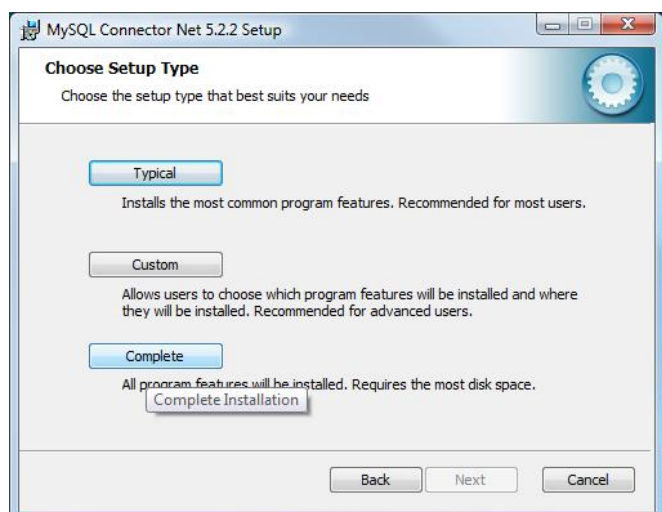 MySQL Connector Net 5.2.2 Setup
Choose Setup Type
Choose the setup type that best suits your needs
Typical
Installs the most common program features. Recommended for most users.
Custom
Allows users to choose which program features will be installed and where
they will be installed. Recommended for advanced users.
Complete
All program features will be installed. Requires the most disk space.
Complete Installation
Back
Next
Cancel